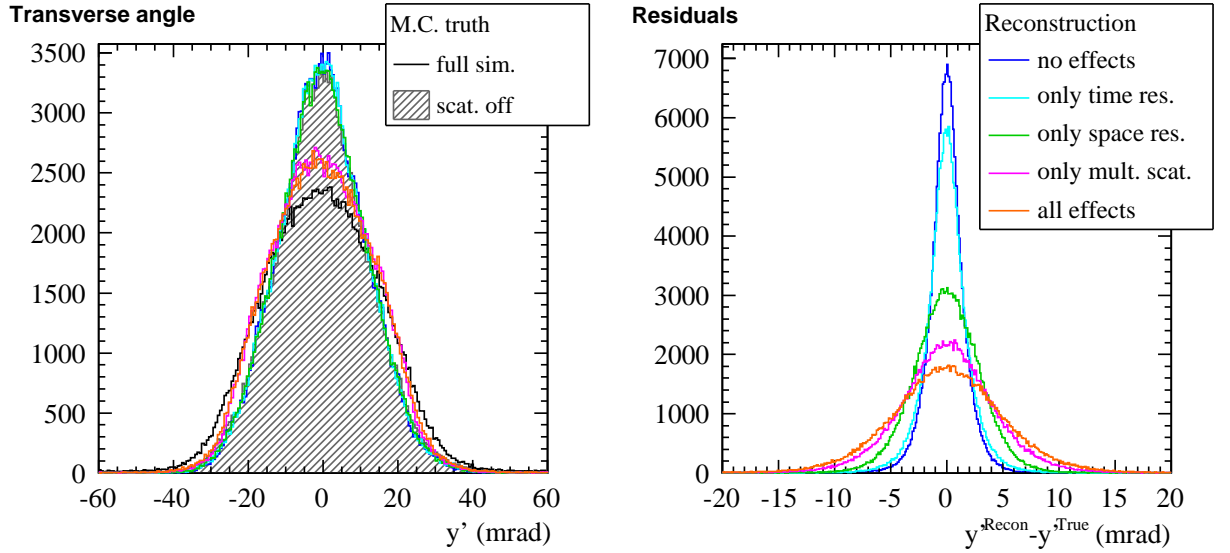 Transverse angle
M.C. truth
full sim.
scat. off
3500
3000
2500
2000
1500
1000
500
0
-60 -40 -20 0 20 40 60
y' (mrad)
Residuals
Reconstruction
no effects
only time res.
only space res.
only mult. scat.
all effects
7000
6000
5000
4000
3000
2000
1000
0
-20 -15 -10 -5 0 5 10 15 20
y'Recon-y'True (mrad)